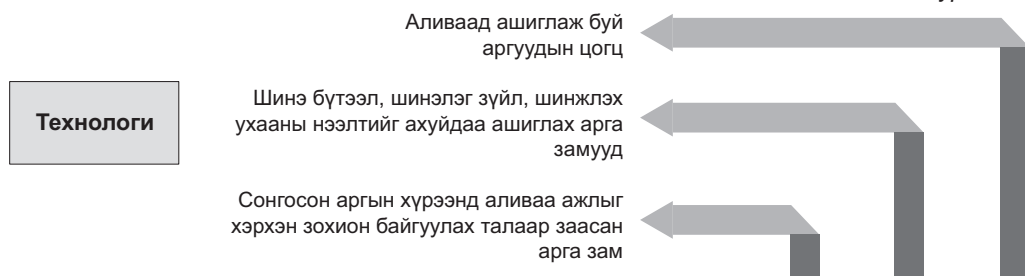 Аливаад ашиглаж буй
аргуудын цогц
Технологи
Шинэ бүтээл, шинэлэг зүйл, шинжлэх
ухааны нээлтийг ахуйдаа ашиглах арга
замууд
Сонгосон аргын хүрээнд аливаа ажлыг
хэрхэн зохион байгуулах талаар заасан
арга зам